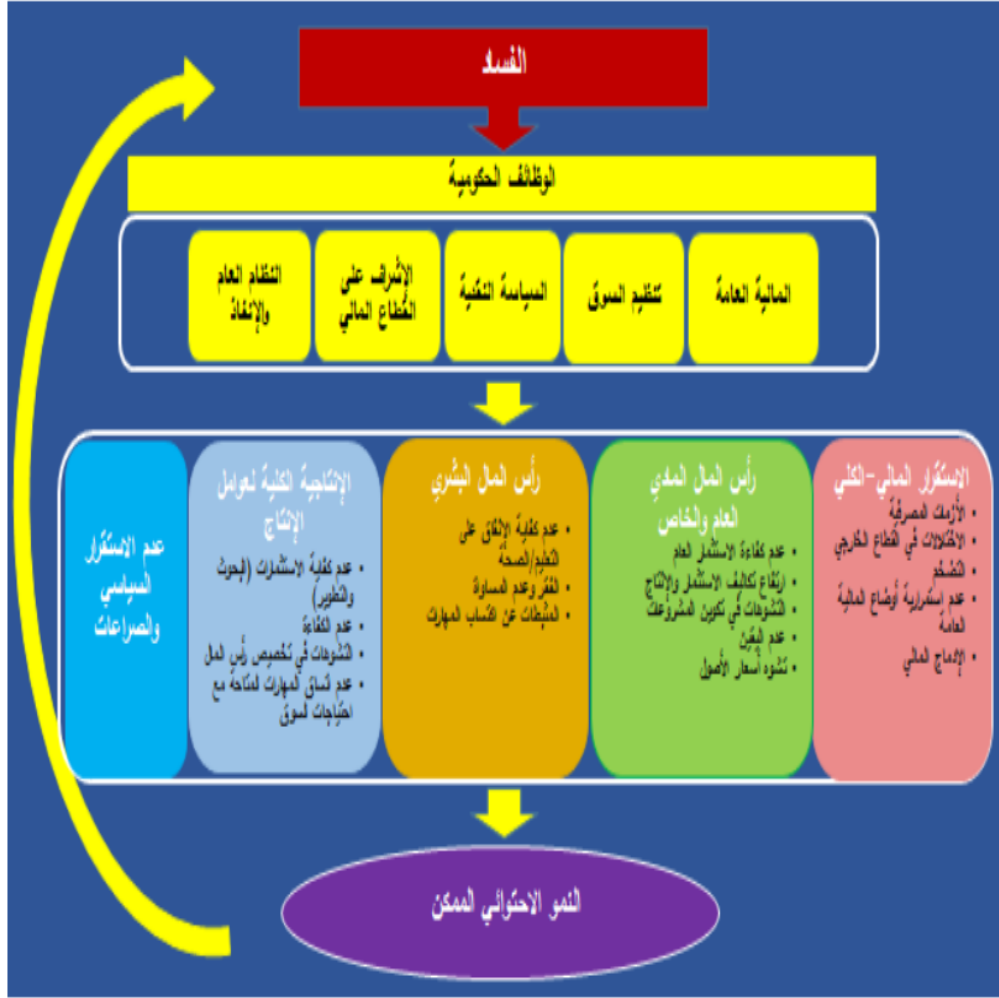 الفساد
الوظائف الحكومية
المالية العامة
تنظيم السوق
السياسة النقدية
الإشراف على
القطاع المالي
النظام العام
والإنفاذ
الاستقرار المالي-الكلي
• الأزمات المصرفية
• الاختلالات في القطاع الخارجي
• التضخم
• عدم استمرارية أوضاع المالية
العامة
• الإدماج المالي
رأس المال المادي
العام والخاص
• عدم كفاءة الاستثمار العام
• ارتفاع تكاليف الاستثمار والإنتاج
• التشوهات في تكوين المشروعات
• عدم اليقين
• تشوه أسعار الأصول
رأس المال البشري
• عدم كفاية الإنفاق على
التعليم/الصحة
• الفقر وعدم المساواة
• المثبطات عن اكتساب المهارات
الإنتاجية الكلية لعوامل
الإنتاج
• عدم كفاية الاستثمارات (البحوث
والتطوير)
• عدم الكفاءة
• التشوهات في تخصيص رأس المال
• عدم اتساق المهارات المتاحة مع
احتياجات السوق
عدم الاستقرار
السياسي
والصراعات
النمو الاحتوائي الممكن